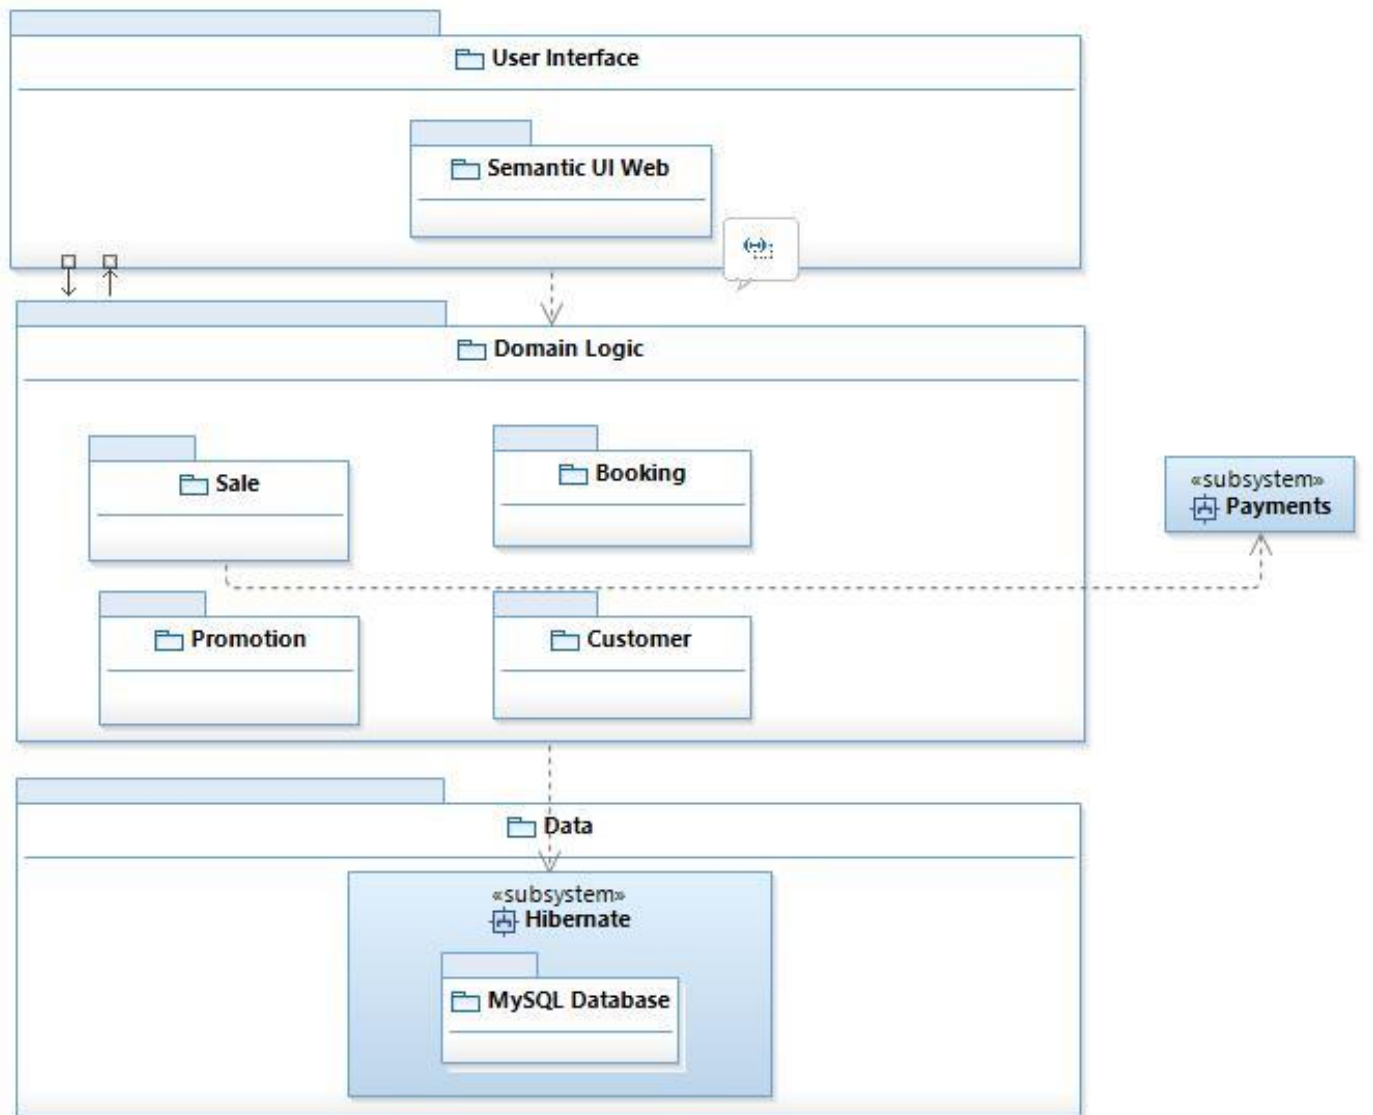 User Interface
Semantic UI Web
Domain Logic
Sale
Booking
«subsystem»
Payments
Promotion
Customer
Data
«subsystem»
Hibernate
MySQL Database